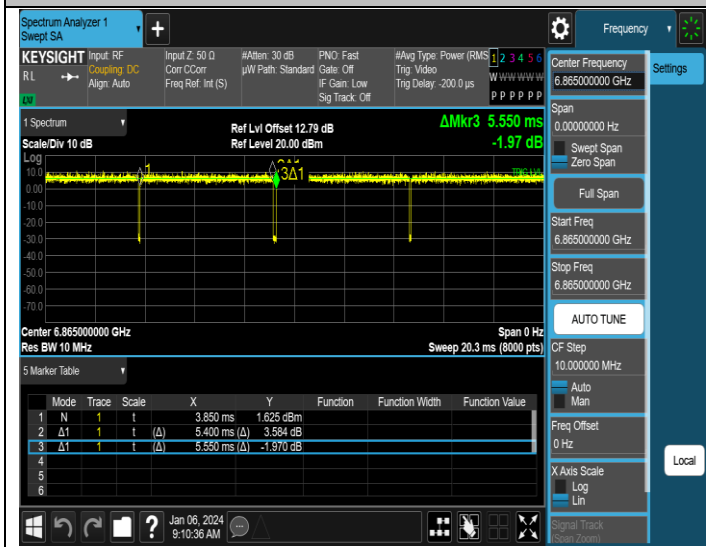 Spectrum Analyzer 1
Swept SA
+
Frequency
KEYSIGHT
Input: RF
Input Z: 50 Ω
#Atten: 30 dB
PNO: Fast
#Avg Type: Power (RMS
1 2 3 4 5 6
RL
Coupling: DC
Corr CCorr
µW Path: Standard
Gate: Off
Trig: Video
W W W W W W
Align: Auto
Freq Ref: Int (S)
IF Gain: Low
Trig Delay: -200.0 µs
P P P P P P
LXI
Sig Track: Off
Settings
Center Frequency
6.865000000 GHz
Span
0.00000000 Hz
Swept Span
Zero Span
Full Span
Start Freq
6.865000000 GHz
Stop Freq
6.865000000 GHz
AUTO TUNE
CF Step
10.000000 MHz
Auto
Man
Freq Offset
0 Hz
X Axis Scale
Log
Lin
Signal Track
(Span Zoom)
Local
1 Spectrum
Ref Lvl Offset 12.79 dB
ΔMkr3 5.550 ms
Scale/Div 10 dB
Ref Level 20.00 dBm
-1.97 dB
Log
10.0
0.00
-10.0
-20.0
-30.0
-40.0
-50.0
-60.0
-70.0
1
3Δ1
Center 6.865000000 GHz
Span 0 Hz
Res BW 10 MHz
Sweep 20.3 ms (8000 pts)
5 Marker Table
Mode Trace Scale X Y Function Function Width Function Value
1 N 1 t 3.850 ms 1.625 dBm
2 Δ1 1 t (Δ) 5.400 ms (Δ) 3.584 dB
3 Δ1 1 t (Δ) 5.550 ms (Δ) -1.970 dB
4
5
6
?
Jan 06, 2024
9:10:36 AM